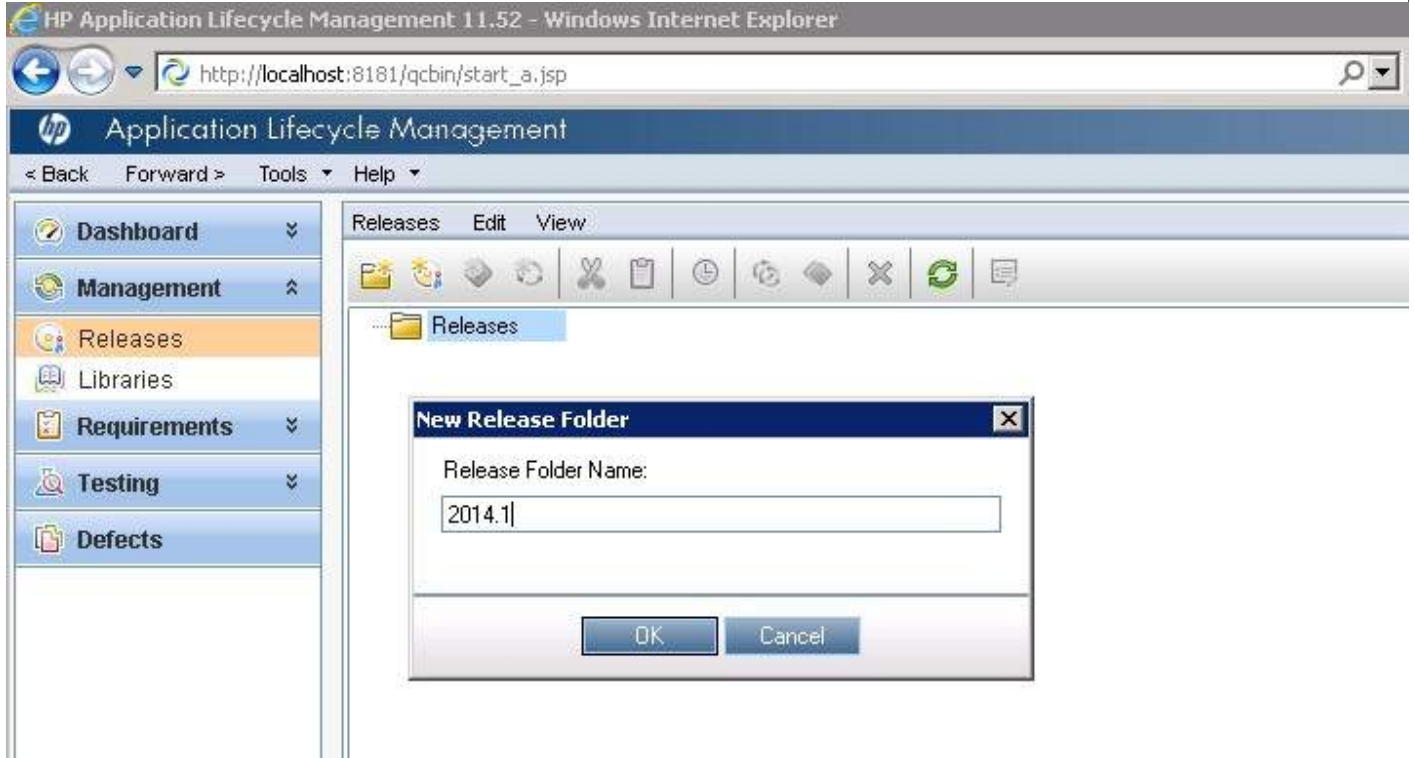 HP Application Lifecycle Management 11.52 - Windows Internet Explorer
http://localhost:8181/qcbin/start_a.jsp
hp Application Lifecycle Management
< Back Forward > Tools Help
Dashboard
Management
Releases
Libraries
Requirements
Testing
Defects
Releases Edit View
Releases
New Release Folder
Release Folder Name:
2014.1
OK Cancel